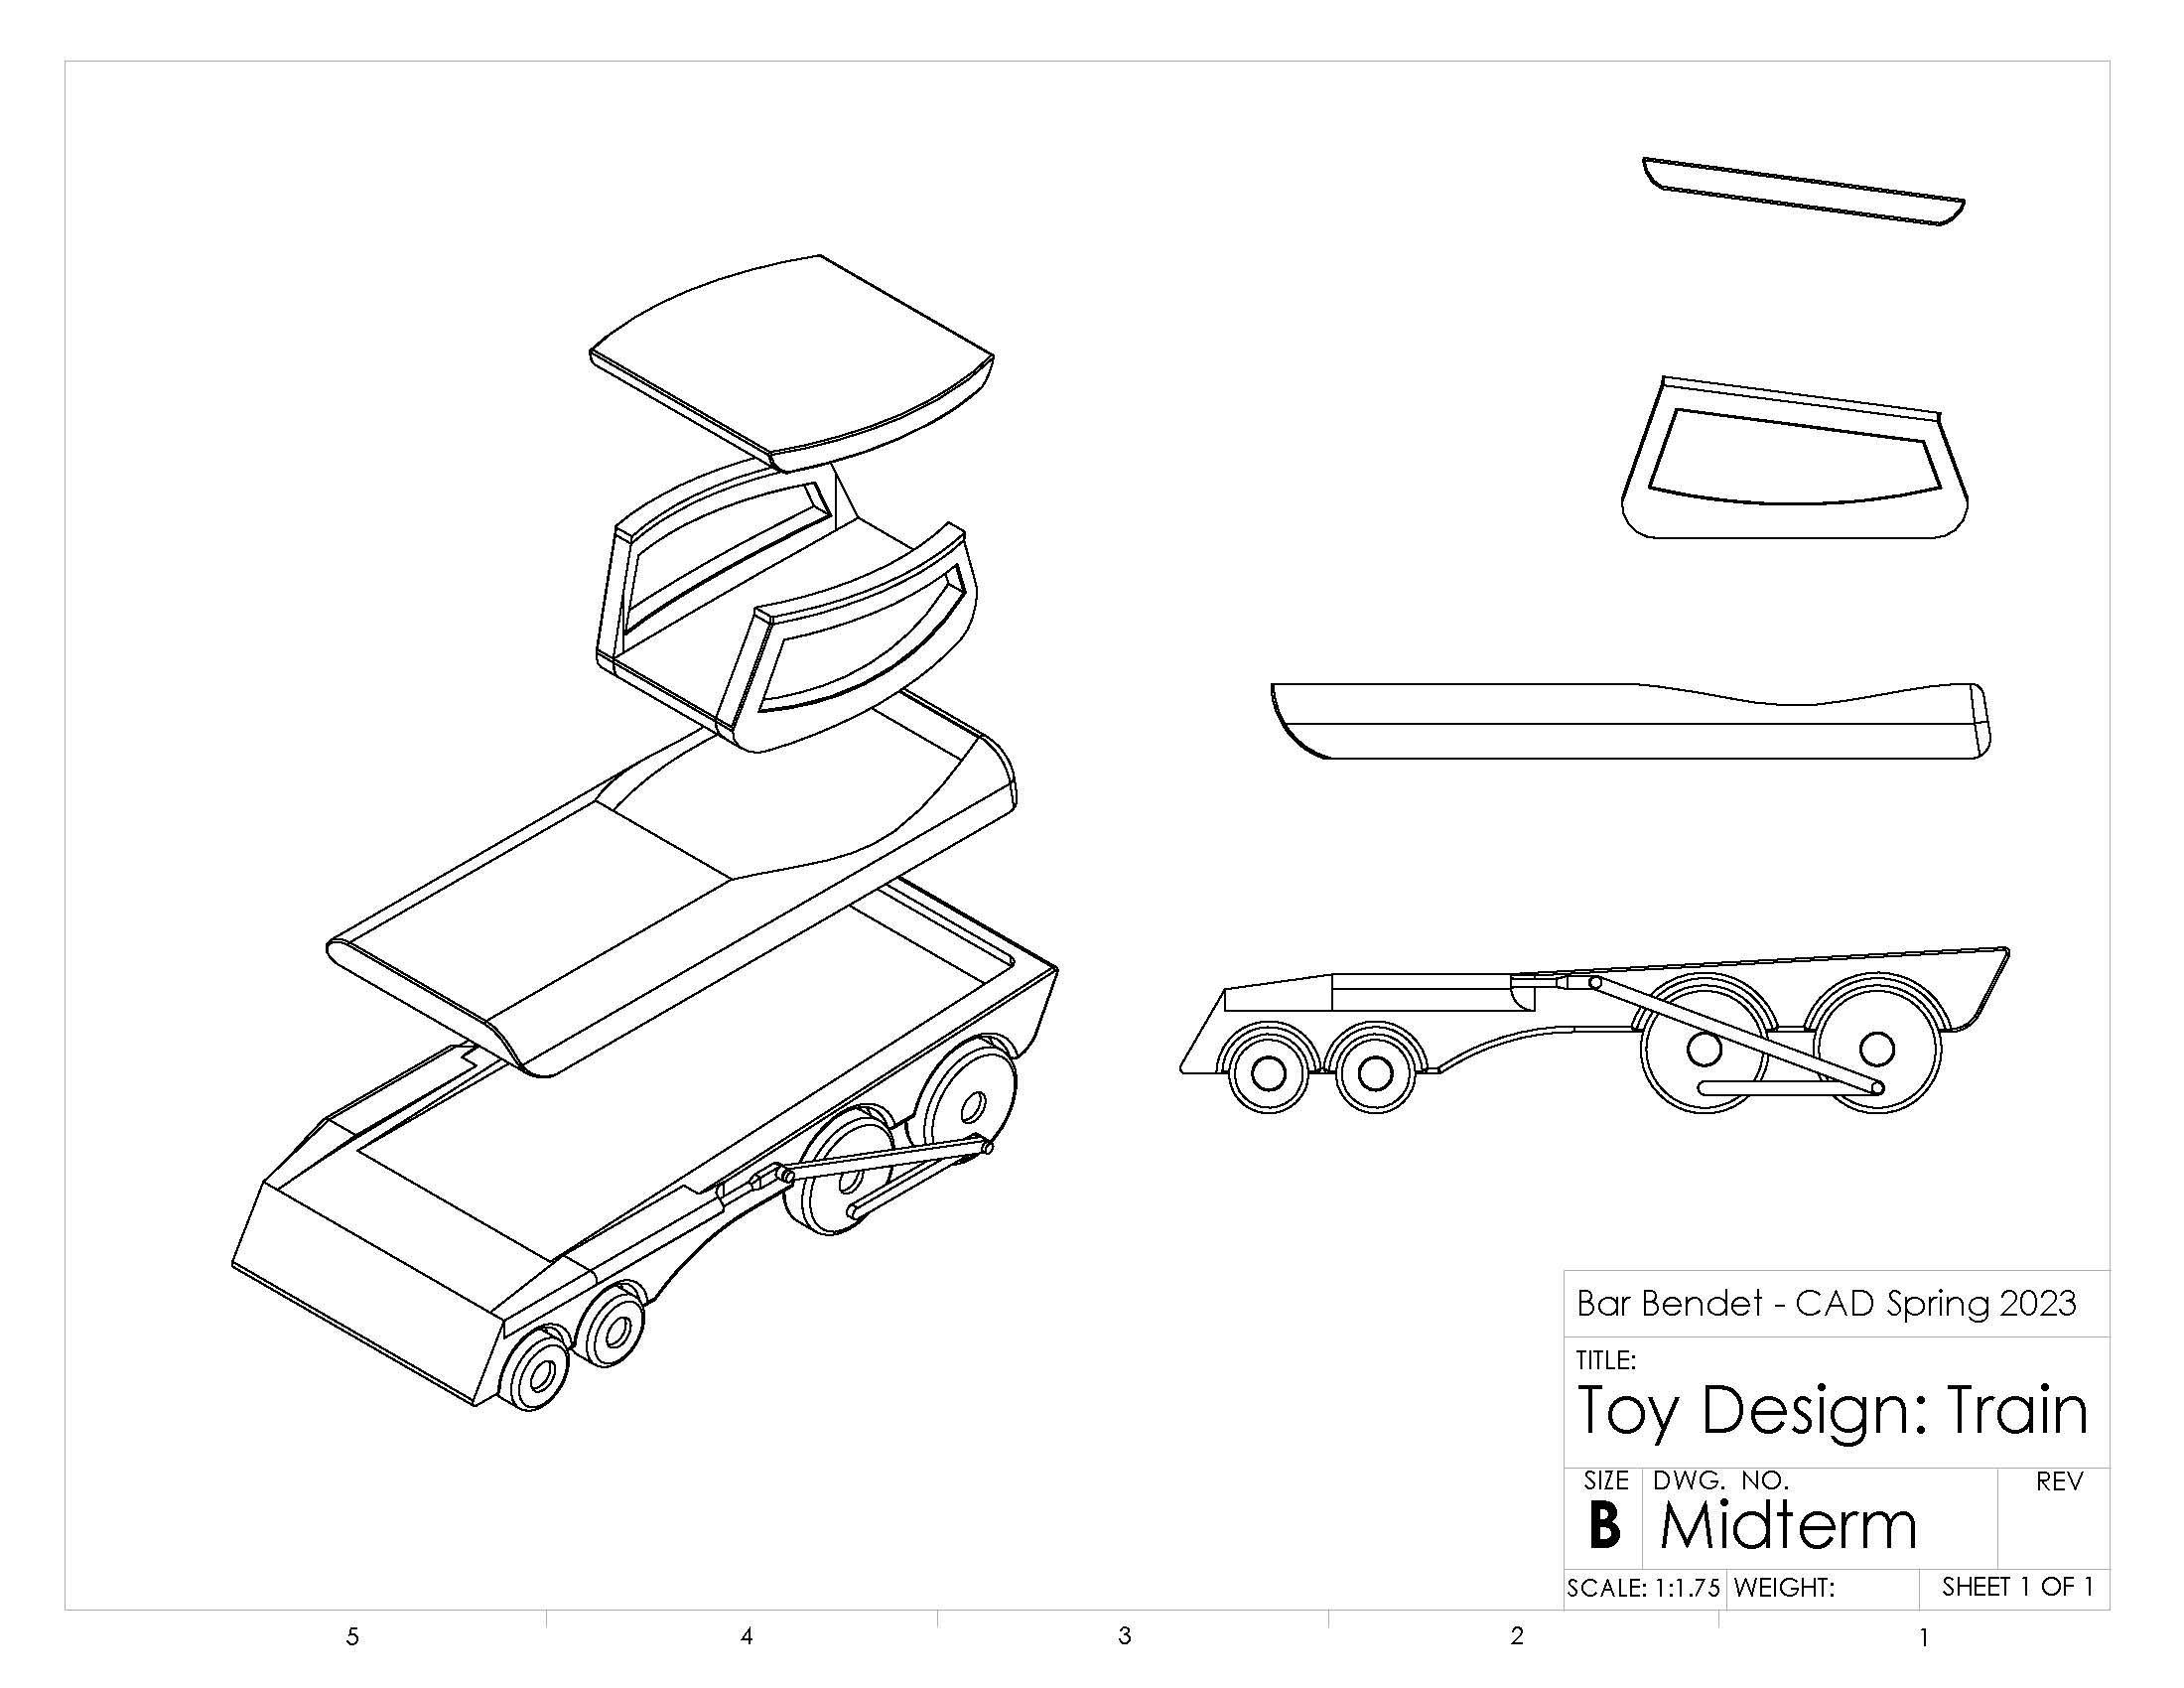 Bar Bendet - CAD Spring 2023
TITLE:
Toy Design: Train
SIZE DWG. NO. REV
B Midterm
SCALE: 1:1.75 WEIGHT: SHEET 1 OF 1
5 4 3 2 1